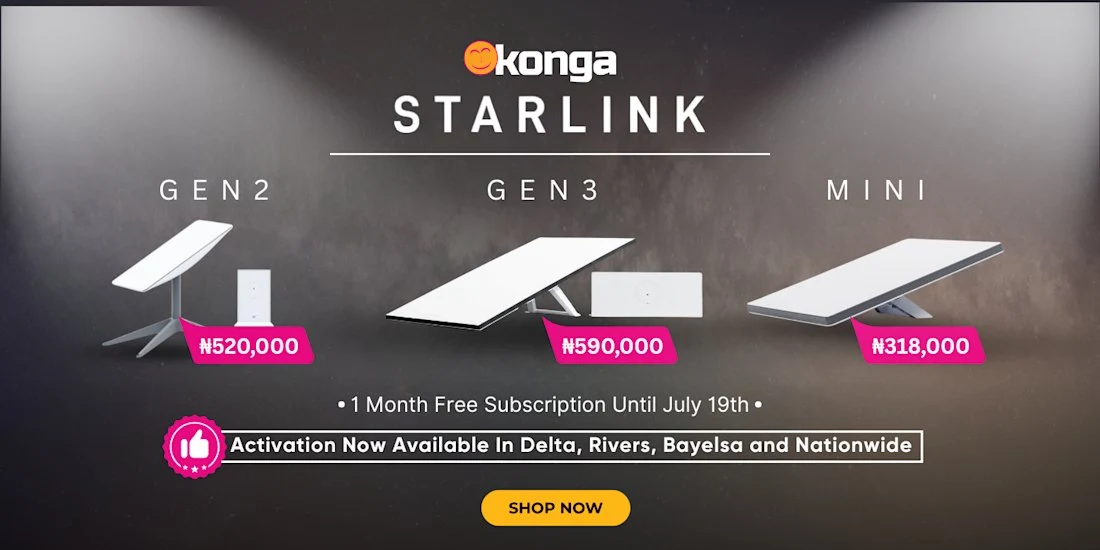 konga
STARLINK
GEN2
GEN3
MINI
₦520,000
₦590,000
₦318,000
• 1 Month Free Subscription Until July 19th •
Activation Now Available In Delta, Rivers, Bayelsa and Nationwide
SHOP NOW